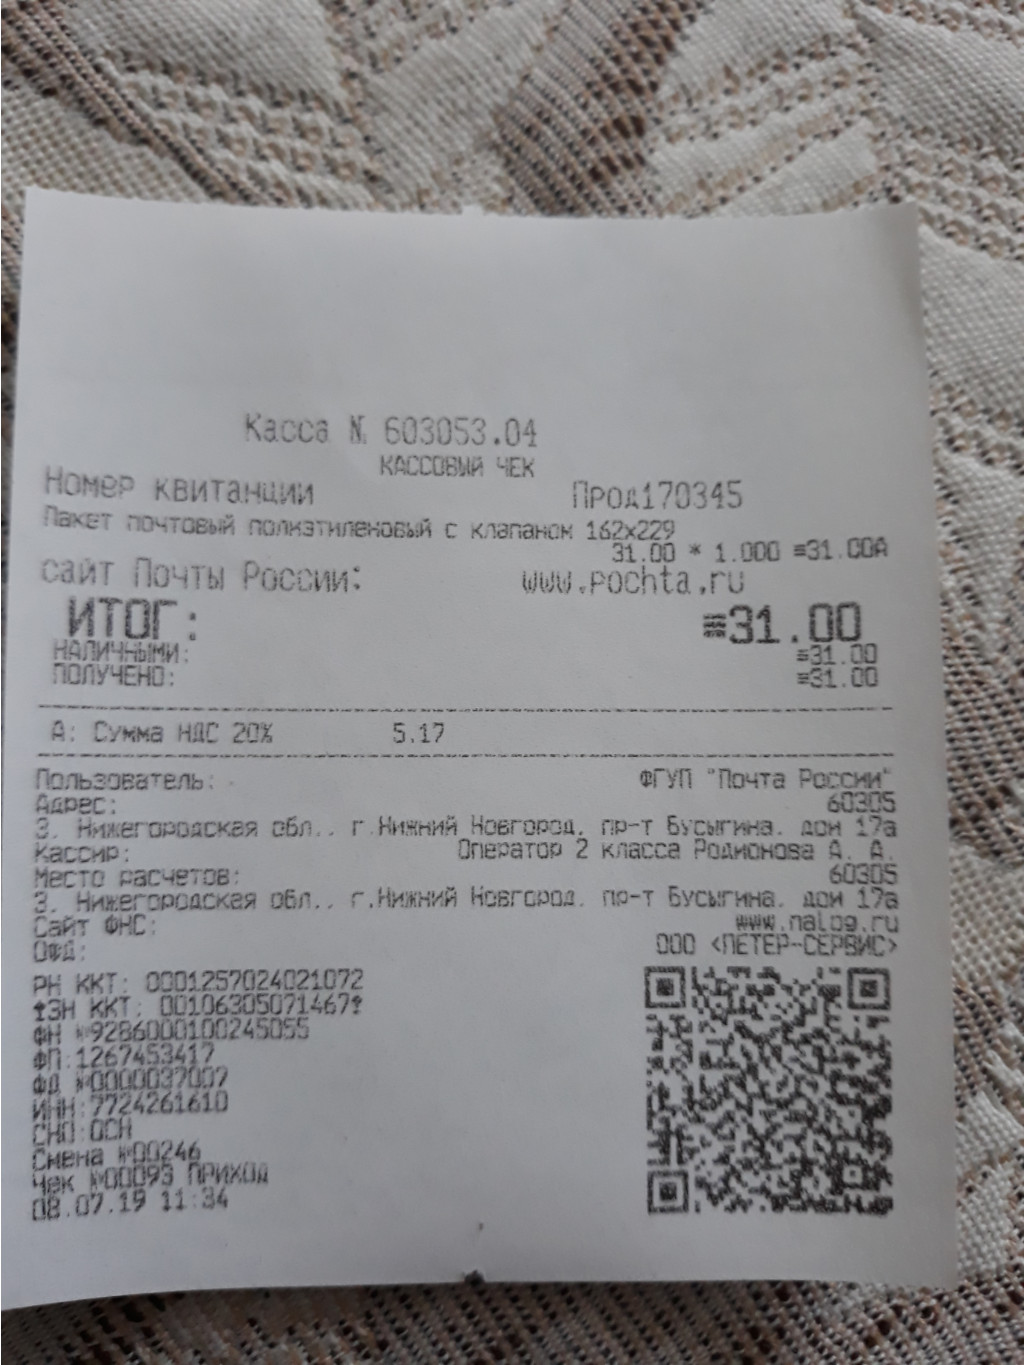 Касса № 603053.04
КАССОВЫЙ ЧЕК
Номер квитанции Прод170345
Пакет почтовый полиэтиленовый с клапаном 162х229
31.00 * 1.000 ≡31.00А
сайт Почты России: www.pochta.ru
ИТОГ: ≡31.00
НАЛИЧНЫМИ: ≡31.00
ПОЛУЧЕНО: ≡31.00
А: Сумма НДС 20% 5.17
Пользователь: ФГУП "Почта России"
Адрес: 60305
3. Нижегородская обл., г.Нижний Новгород, пр-т Бусыгина. дом 17а
Кассир: Оператор 2 класса Родионова А. А.
Место расчетов: 60305
3. Нижегородская обл., г.Нижний Новгород. пр-т Бусыгина. дом 17а
Сайт ФНС: www.nalog.ru
ОФД: ООО <ПЕТЕР-СЕРВИС>
РН ККТ: 0001257024021072
ЗН ККТ: 00106305071467
ФН №9286000100245055
ФП:1267453417
ФД №0000037007
ИНН:7724261610
СНО:ОСН
Смена №00246
Чек №00093 ПРИХОД
08.07.19 11:34